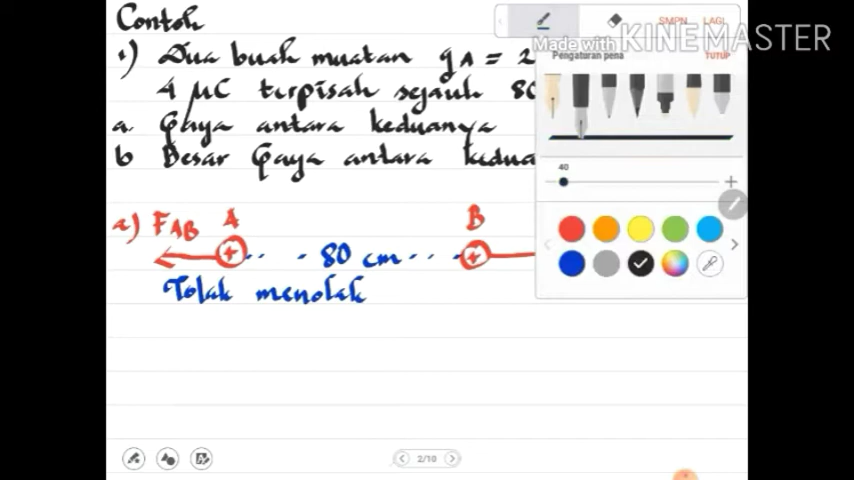 Contoh
1) Dua buah muatan qA = 2
4 µC terpisah sejauh 80
a. Gaya antara keduanya
b Besar Gaya antara kedua
a) FAB A B
+ 80 cm +
Tolak menolak
SMPN LAGI
Made with KINEMASTER
Pengaturan pena TUTUP
40
2/10